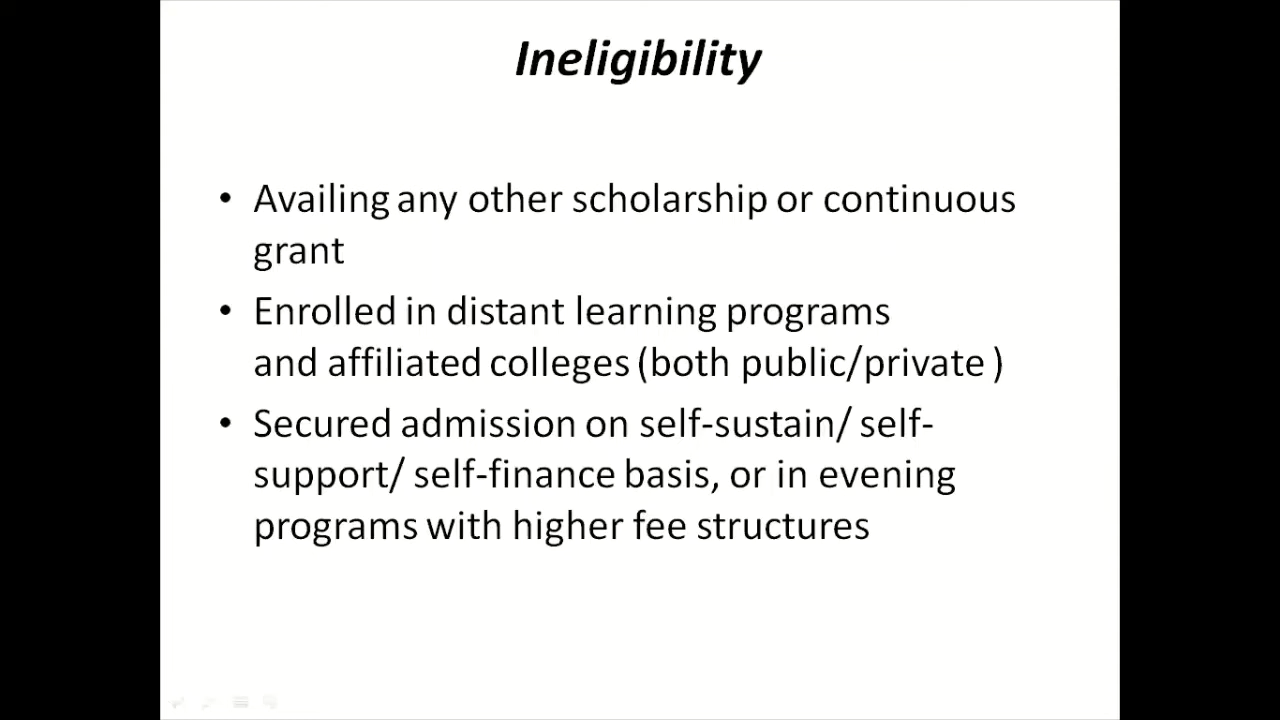 Ineligibility
• Availing any other scholarship or continuous
grant
• Enrolled in distant learning programs
and affiliated colleges (both public/private )
• Secured admission on self-sustain/ self-
support/ self-finance basis, or in evening
programs with higher fee structures